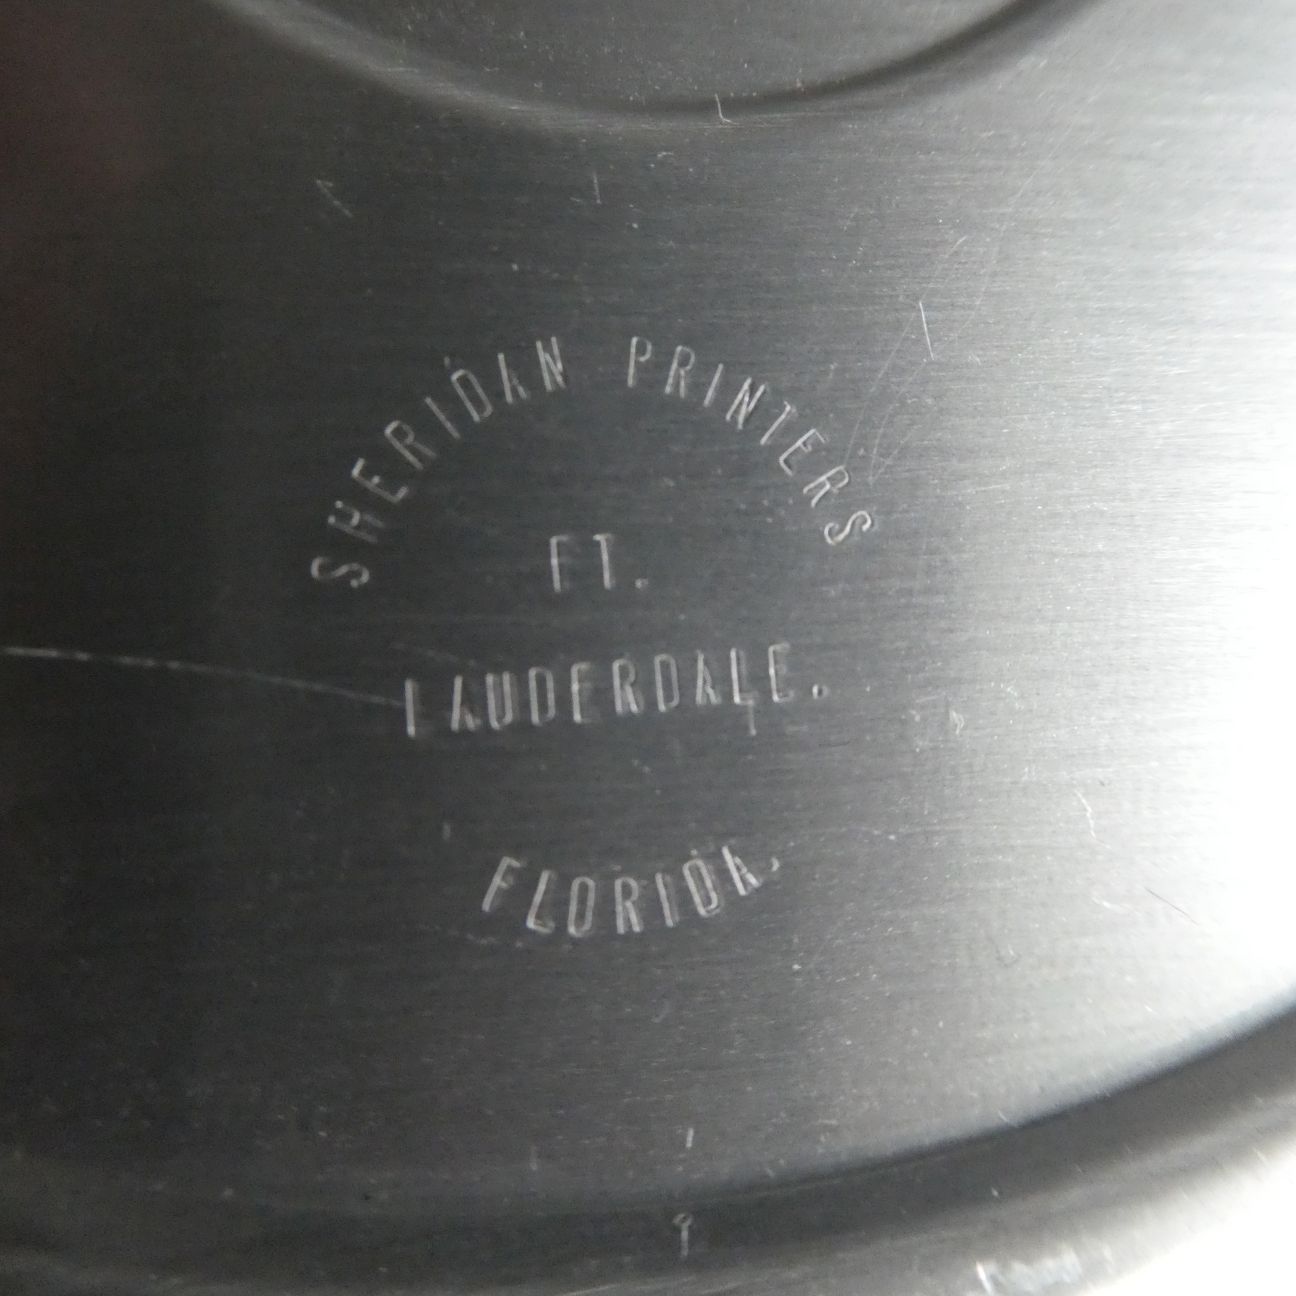 SHERIDAN PRINTERS
FT.
LAUDERDALE.
FLORIDA.